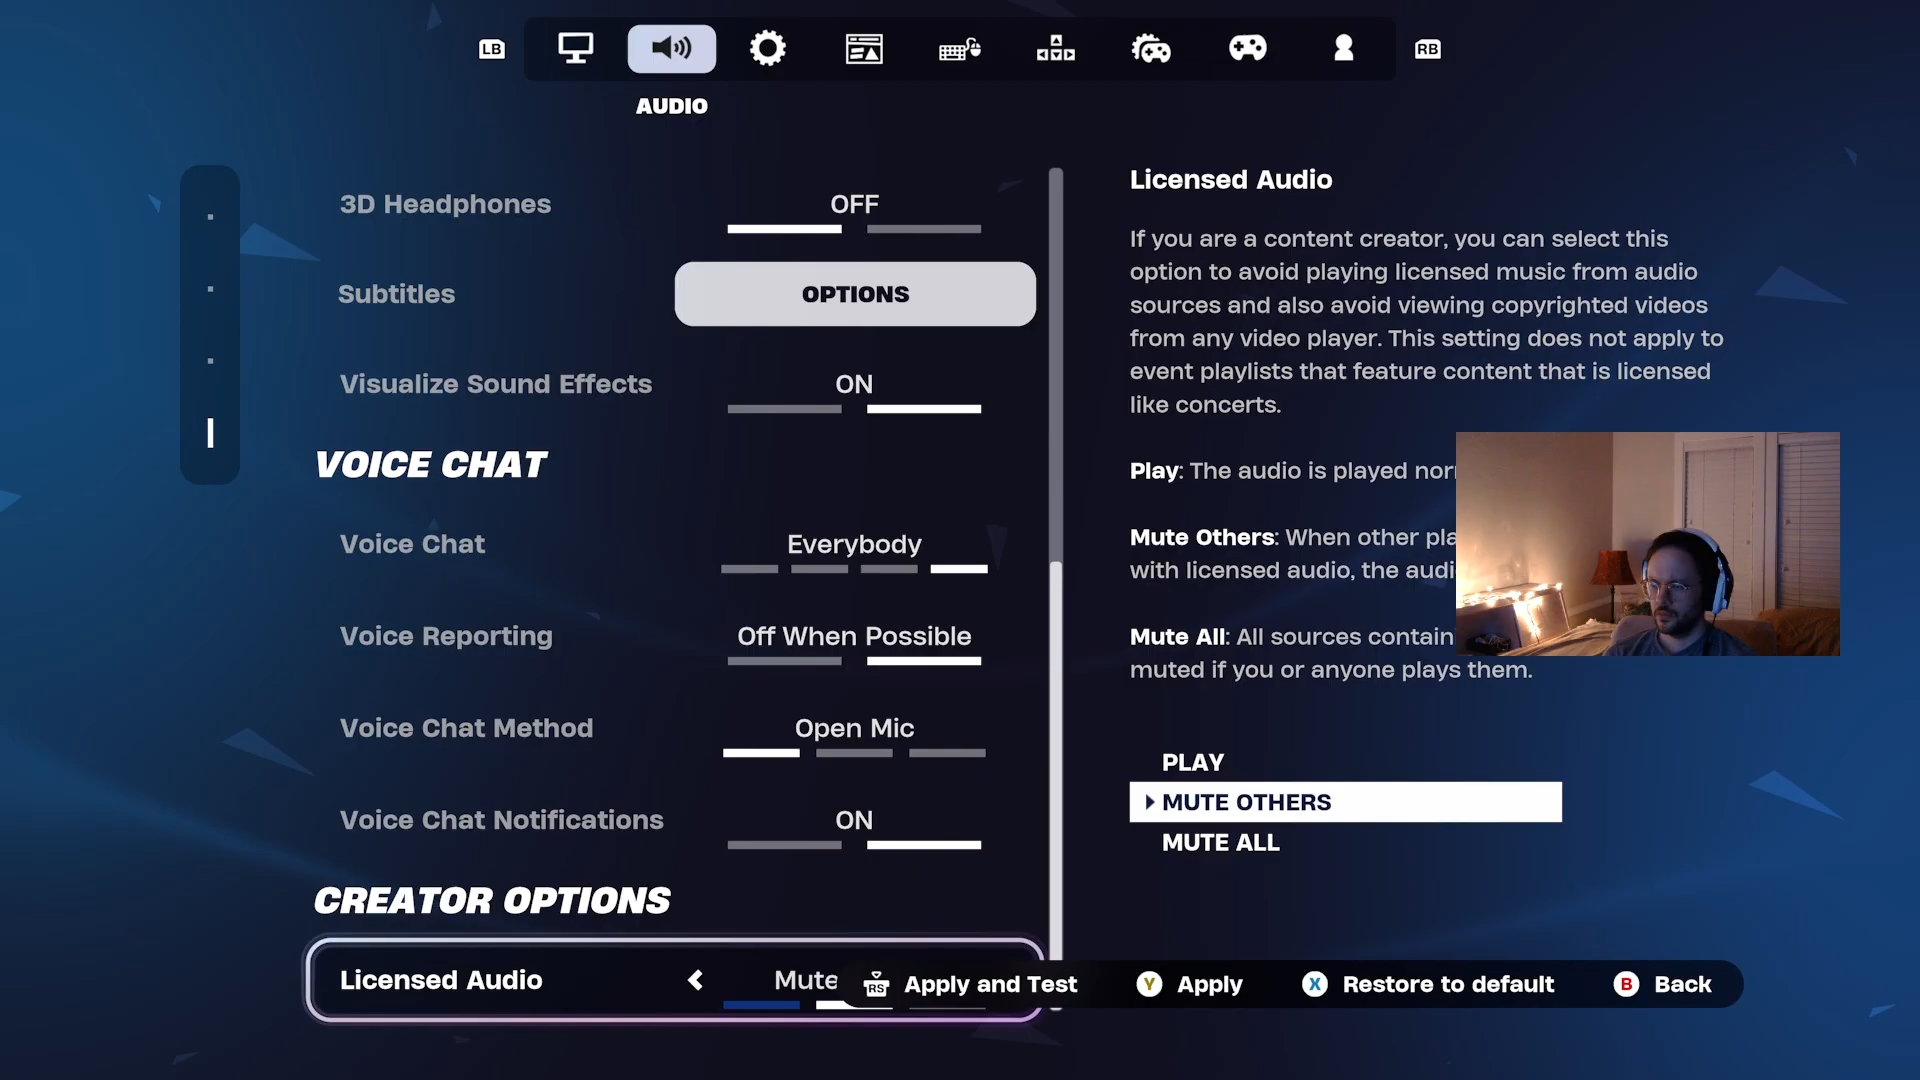 LB
RB
AUDIO
3D Headphones
OFF
Subtitles
OPTIONS
Visualize Sound Effects
ON
VOICE CHAT
Voice Chat
Everybody
Voice Reporting
Off When Possible
Voice Chat Method
Open Mic
Voice Chat Notifications
ON
CREATOR OPTIONS
Licensed Audio
Mute
Licensed Audio
If you are a content creator, you can select this
option to avoid playing licensed music from audio
sources and also avoid viewing copyrighted videos
from any video player. This setting does not apply to
event playlists that feature content that is licensed
like concerts.
Play: The audio is played
Mute Others: When other
with licensed audio, the
Mute All: All sources
muted if you or anyone plays them.
PLAY
MUTE OTHERS
MUTE ALL
RS Apply and Test
Y Apply
X Restore to default
B Back